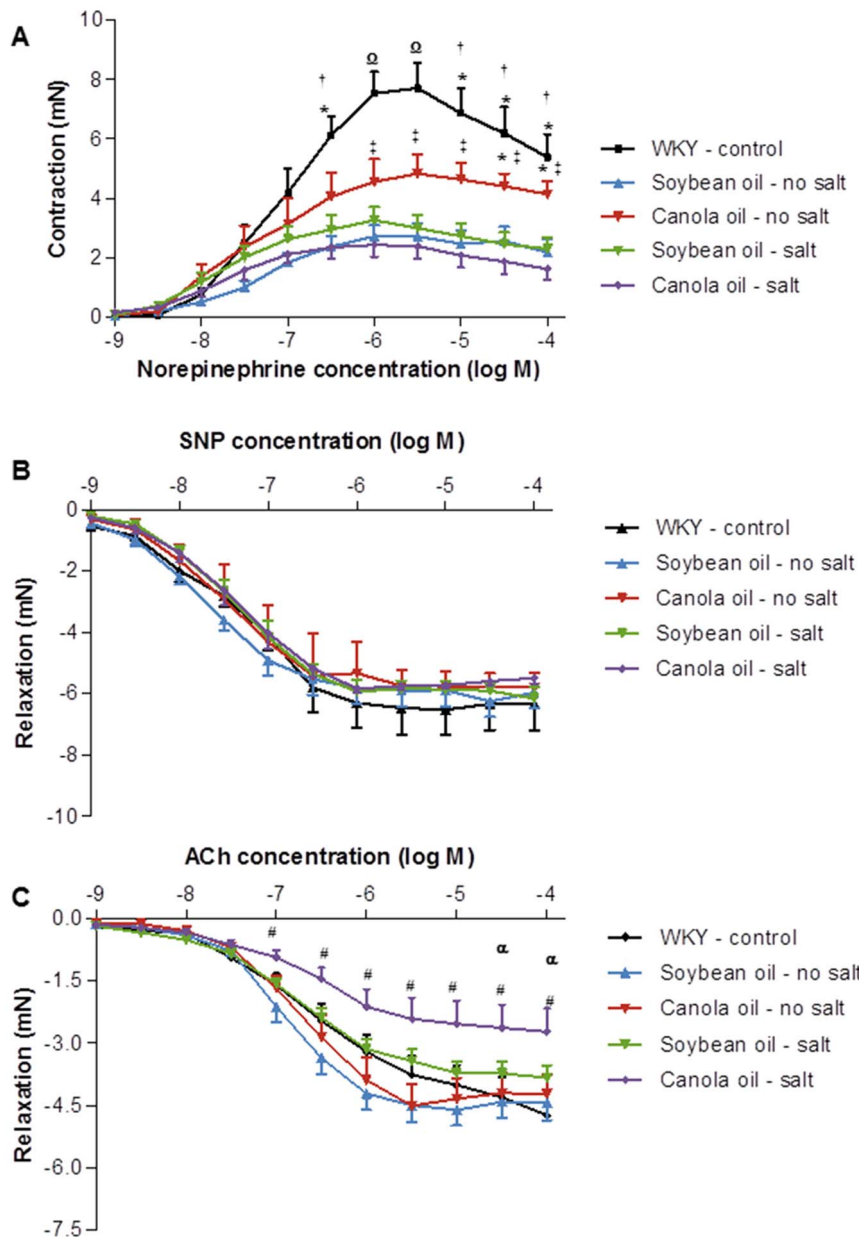 A
10
8
6
4
2
0
Contraction (mN)
† Ω Ω † † †
* * * *
‡ ‡ ‡ * ‡ * ‡
-9 -8 -7 -6 -5 -4
Norepinephrine concentration (log M)
WKY - control
Soybean oil - no salt
Canola oil - no salt
Soybean oil - salt
Canola oil - salt
B
SNP concentration (log M)
-9 -8 -7 -6 -5 -4
0
-2
-4
-6
-8
-10
Relaxation (mN)
WKY - control
Soybean oil - no salt
Canola oil - no salt
Soybean oil - salt
Canola oil - salt
C
ACh concentration (log M)
-9 -8 -7 -6 -5 -4
0.0
-1.5
-3.0
-4.5
-6.0
-7.5
Relaxation (mN)
α α
# # # # # # #
WKY - control
Soybean oil - no salt
Canola oil - no salt
Soybean oil - salt
Canola oil - salt